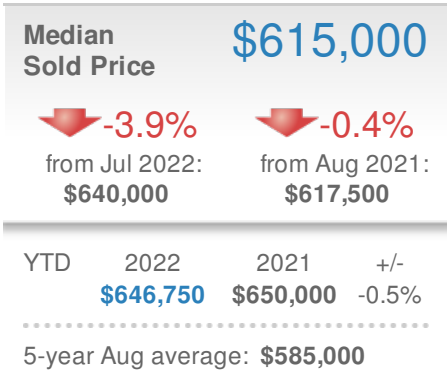 Median
Sold Price
$615,000
-3.9%
from Jul 2022:
$640,000
-0.4%
from Aug 2021:
$617,500
YTD 2022 2021 +/-
$646,750 $650,000 -0.5%
5-year Aug average: $585,000